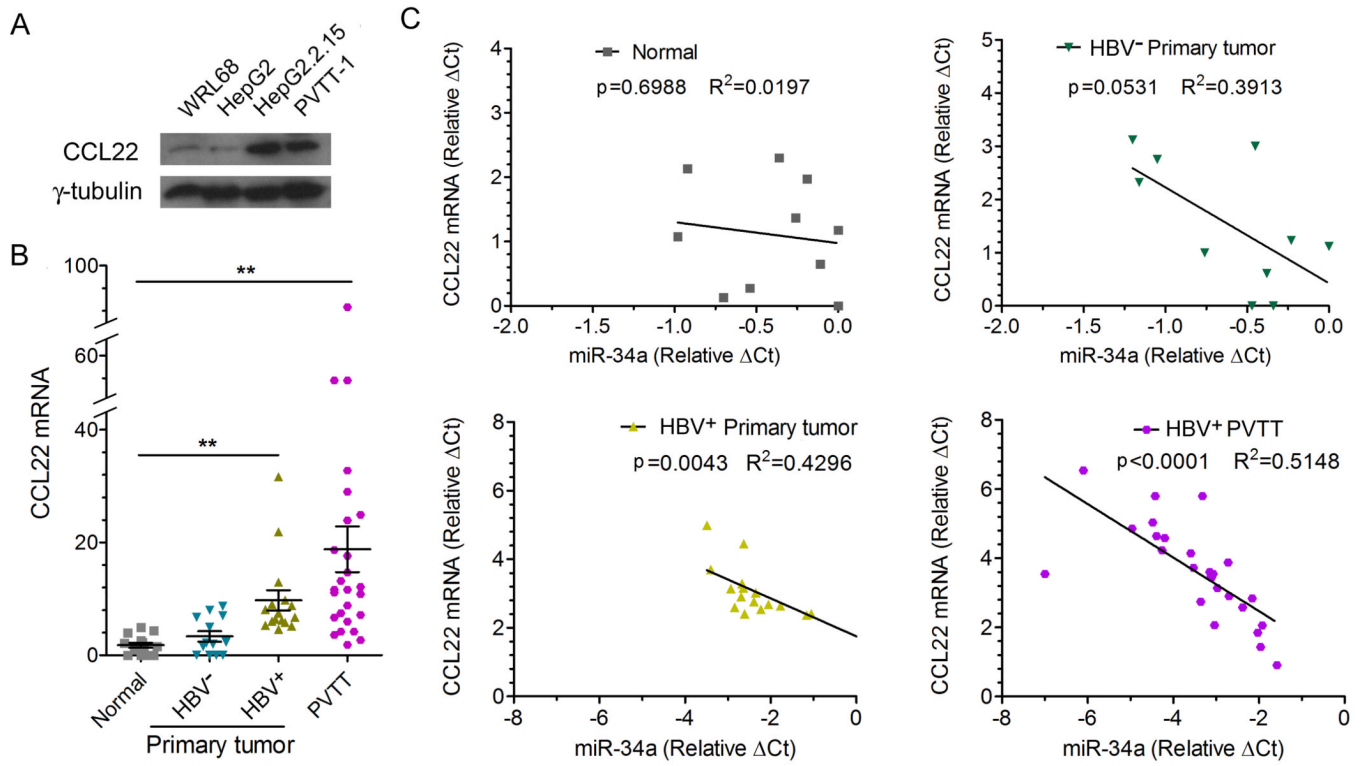 A
WRL68
HepG2
HepG2.2.15
PVTT-1
CCL22
γ-tubulin
B
CCL22 mRNA
100
60
40
20
0
**
**
Normal
HBV⁻
HBV⁺
PVTT
Primary tumor
C
Normal
p=0.6988 R²=0.0197
CCL22 mRNA (Relative ΔCt)
4
3
2
1
0
-2.0 -1.5 -1.0 -0.5 0.0
miR-34a (Relative ΔCt)
HBV⁻ Primary tumor
p=0.0531 R²=0.3913
CCL22 mRNA (Relative ΔCt)
5
4
3
2
1
0
-2.0 -1.5 -1.0 -0.5 0.0
miR-34a (Relative ΔCt)
HBV⁺ Primary tumor
p=0.0043 R²=0.4296
CCL22 mRNA (Relative ΔCt)
8
6
4
2
0
-8 -6 -4 -2 0
miR-34a (Relative ΔCt)
HBV⁺ PVTT
p<0.0001 R²=0.5148
CCL22 mRNA (Relative ΔCt)
8
6
4
2
0
-8 -6 -4 -2 0
miR-34a (Relative ΔCt)